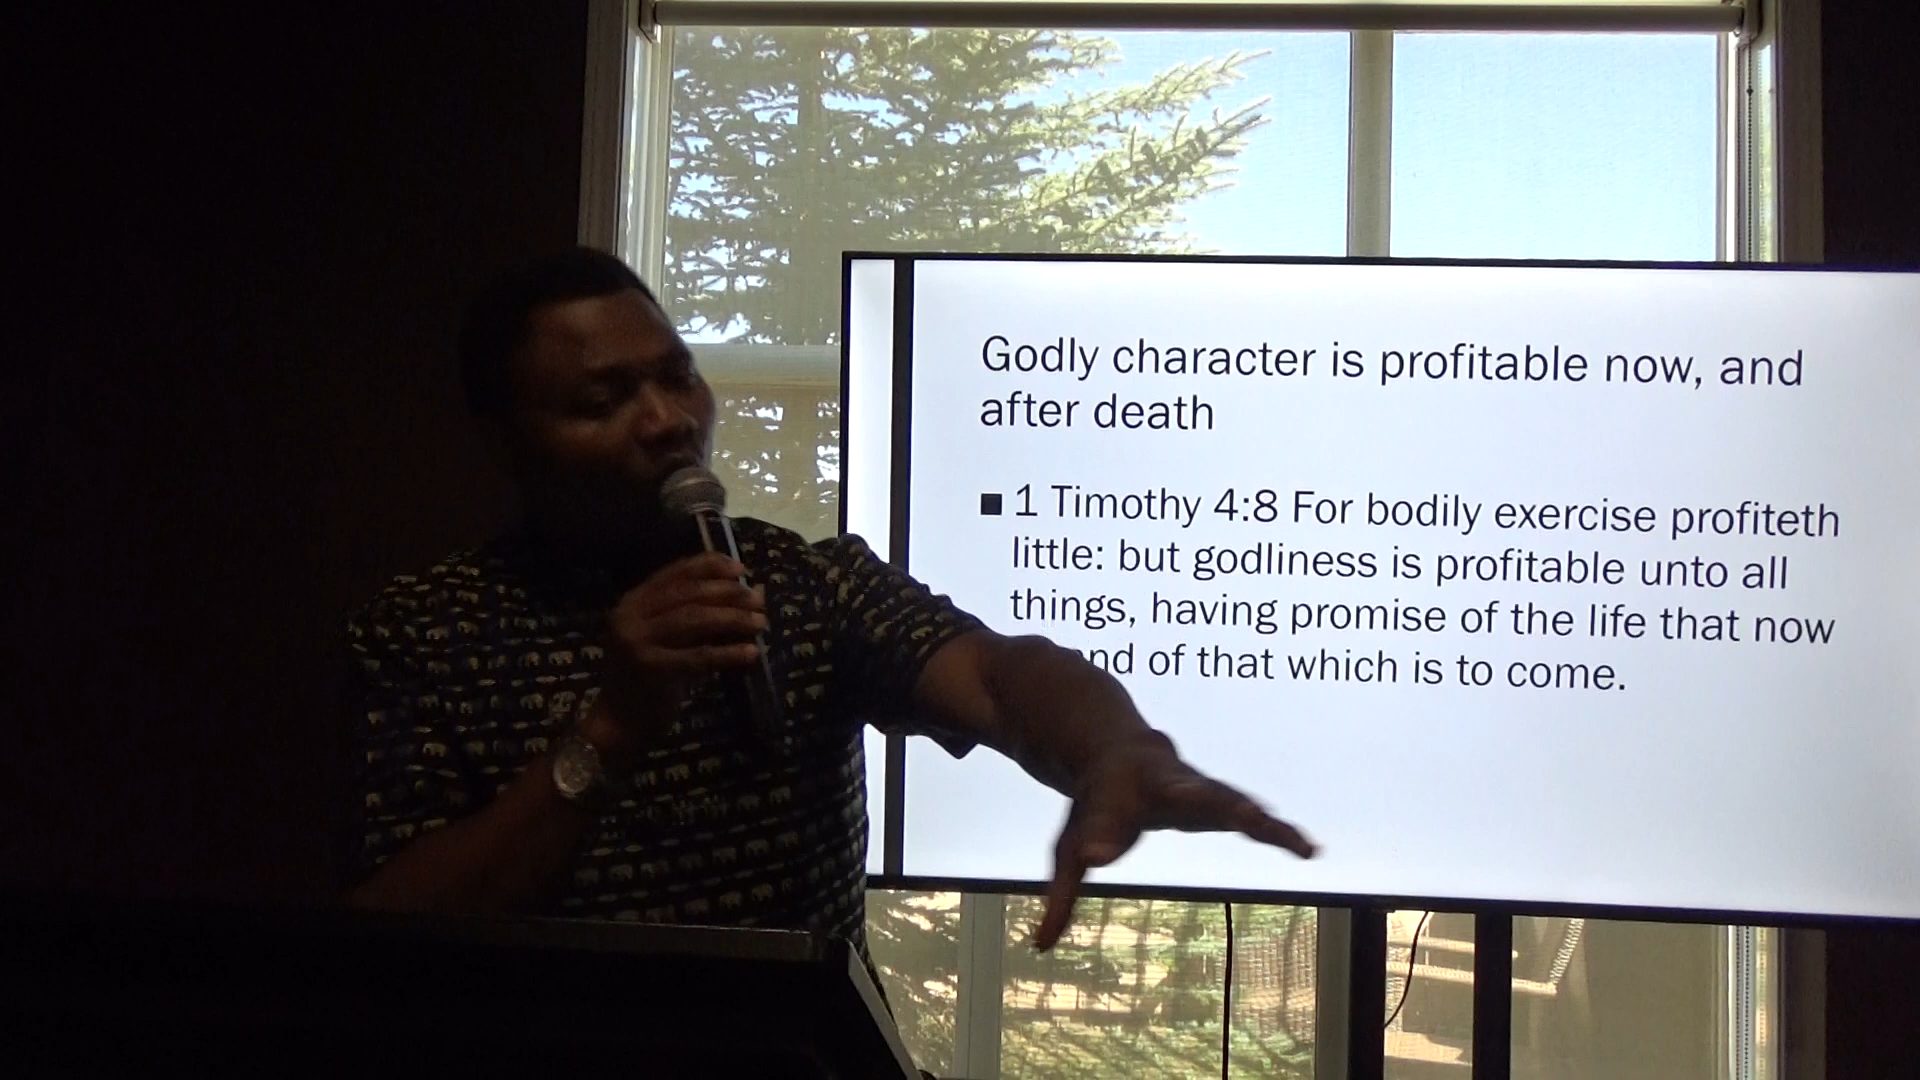 Godly character is profitable now, and
after death
■ 1 Timothy 4:8 For bodily exercise profiteth
little: but godliness is profitable unto all
things, having promise of the life that now
of that which is to come.